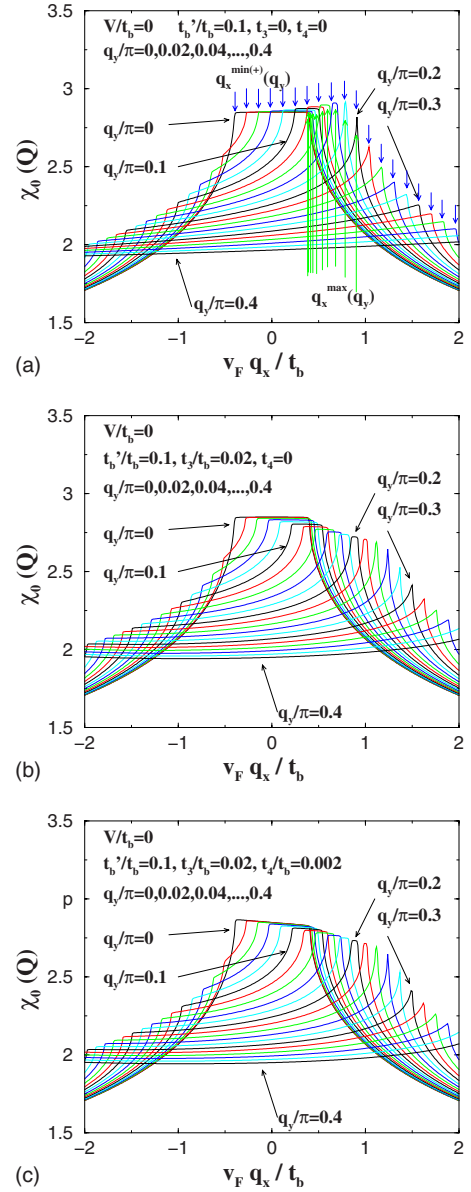 V/t_b=0 t_b'/t_b=0.1, t_3=0, t_4=0
q_y/π=0,0.02,0.04,...,0.4
q_x^min(+)(q_y)
q_y/π=0.2
q_y/π=0.3
q_y/π=0
q_y/π=0.1
q_x^max(q_y)
q_y/π=0.4
χ_0 (Q)
3.5
3
2.5
2
1.5
-2 -1 0 1 2
v_F q_x / t_b
(a)
V/t_b=0
t_b'/t_b=0.1, t_3/t_b=0.02, t_4=0
q_y/π=0,0.02,0.04,...,0.4
q_y/π=0.2
q_y/π=0.3
q_y/π=0
q_y/π=0.1
q_y/π=0.4
χ_0 (Q)
3.5
3
2.5
2
1.5
-2 -1 0 1 2
v_F q_x / t_b
(b)
V/t_b=0
t_b'/t_b=0.1, t_3/t_b=0.02, t_4/t_b=0.002
q_y/π=0,0.02,0.04,...,0.4
q_y/π=0.2
q_y/π=0.3
q_y/π=0
q_y/π=0.1
q_y/π=0.4
χ_0 (Q)
3.5
p
2.5
2
1.5
-2 -1 0 1 2
v_F q_x / t_b
(c)